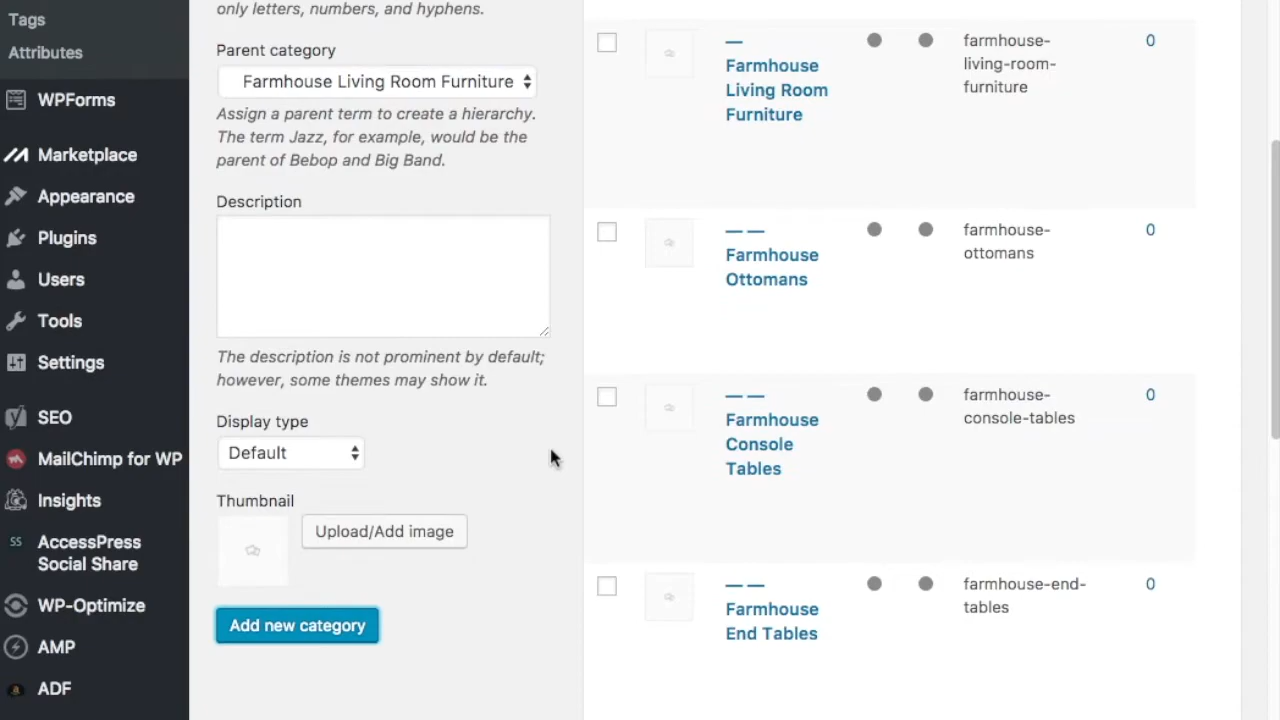 Tags
Attributes
WPForms
Marketplace
Appearance
Plugins
Users
Tools
Settings
SEO
MailChimp for WP
Insights
SS
AccessPress
Social Share
WP-Optimize
AMP
ADF
only letters, numbers, and hyphens.
Parent category
Farmhouse Living Room Furniture
Assign a parent term to create a hierarchy.
The term Jazz, for example, would be the
parent of Bebop and Big Band.
Description
The description is not prominent by default;
however, some themes may show it.
Display type
Default
Thumbnail
Upload/Add image
Add new category
—
Farmhouse
Living Room
Furniture
farmhouse-
living-room-
furniture
0
— —
Farmhouse
Ottomans
farmhouse-
ottomans
0
— —
Farmhouse
Console
Tables
farmhouse-
console-tables
0
— —
Farmhouse
End Tables
farmhouse-end-
tables
0